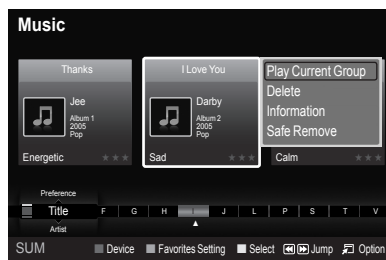 Music
Thanks
Jee
Album 1
2005
Pop
Energetic
I Love You
Darby
Album 2
2005
Pop
Sad
Play Current Group
Delete
Information
Safe Remove
Calm
Preference
Title
Artist
F G H I J L P S T V
SUM Device Favorites Setting Select Jump Option